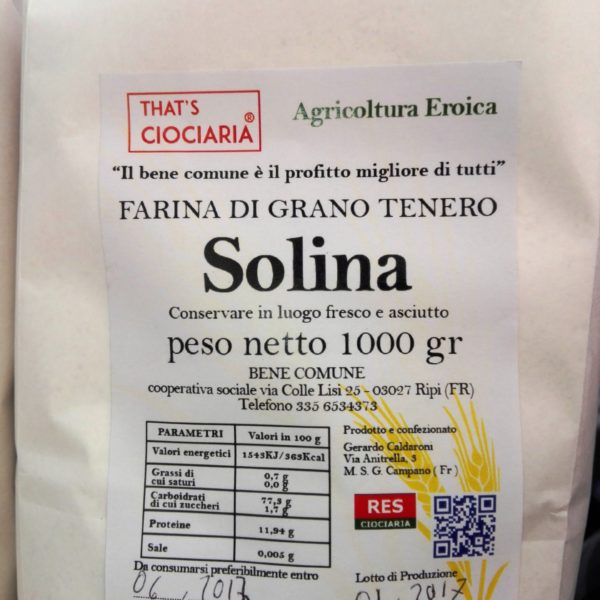 THAT'S
CIOCIARIA®
Agricoltura Eroica
"Il bene comune è il profitto migliore di tutti"
FARINA DI GRANO TENERO
Solina
Conservare in luogo fresco e asciutto
peso netto 1000 gr
BENE COMUNE
cooperativa sociale via Colle Lisi 25 - 03027 Ripi (FR)
Telefono 335 6534373
PARAMETRI Valori in 100 g
Valori energetici 1543KJ/363Kcal
Grassi di 0,7 g
cui saturi 0,0 g
Carboidrati 77,3 g
di cui zuccheri 1,7 g
Proteine 11,94 g
Sale 0,005 g
Prodotto e confezionato
Gerardo Caldaroni
Via Anitrella, 3
M. S. G. Campano ( Fr )
RES
CIOCIARIA
Da consumarsi preferibilmente entro
06 2017
Lotto di Produzione
2017